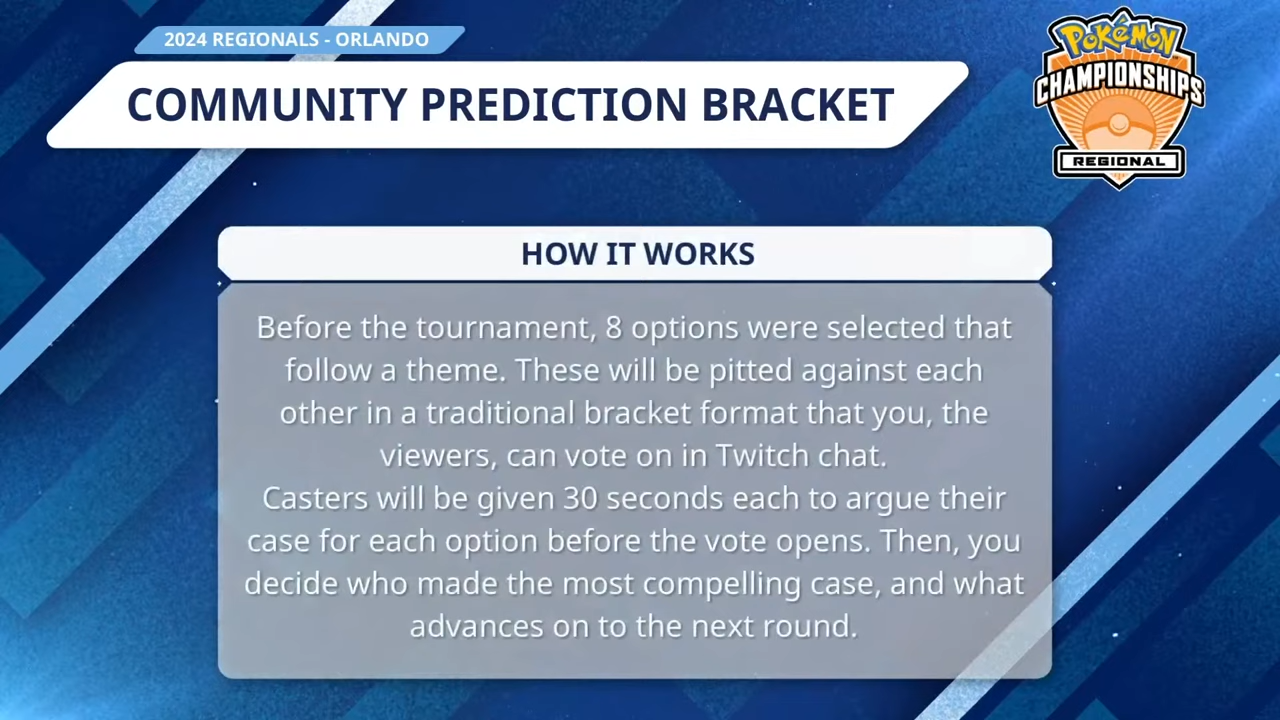 2024 REGIONALS - ORLANDO
COMMUNITY PREDICTION BRACKET
POKÉMON
CHAMPIONSHIPS
REGIONAL
HOW IT WORKS
Before the tournament, 8 options were selected that
follow a theme. These will be pitted against each
other in a traditional bracket format that you, the
viewers, can vote on in Twitch chat.
Casters will be given 30 seconds each to argue their
case for each option before the vote opens. Then, you
decide who made the most compelling case, and what
advances on to the next round.